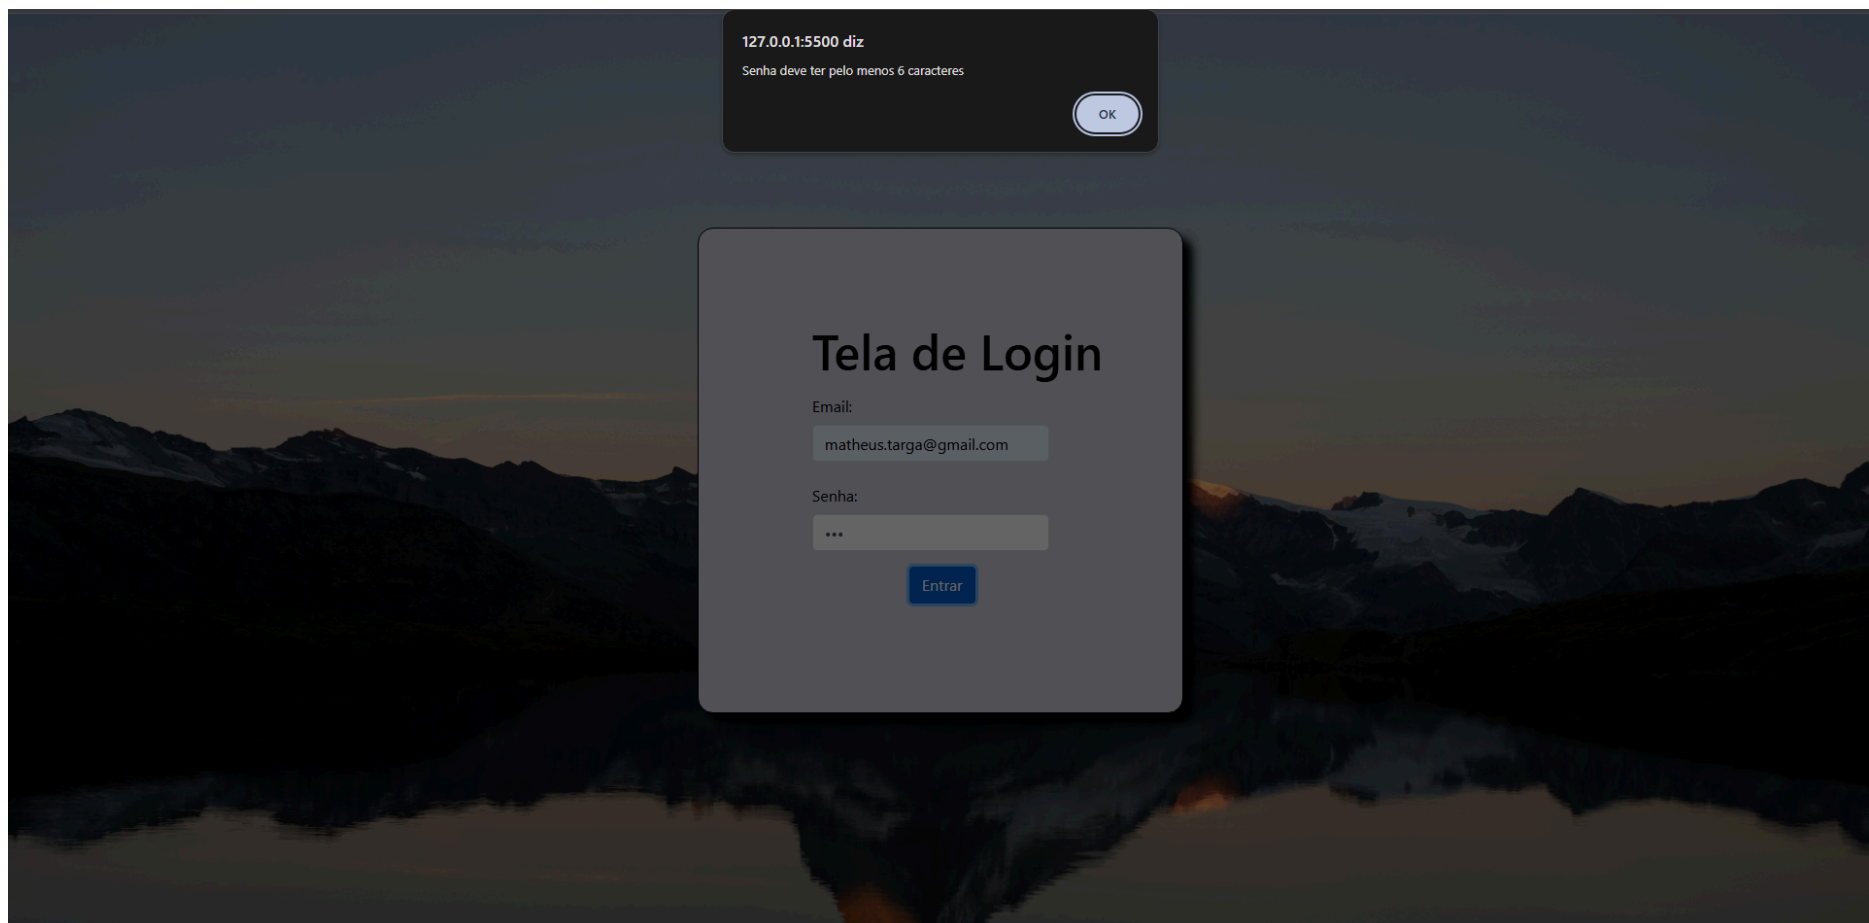 127.0.0.1:5500 diz
Senha deve ter pelo menos 6 caracteres
OK
Tela de Login
Email:
matheus.targa@gmail.com
Senha:
•••
Entrar